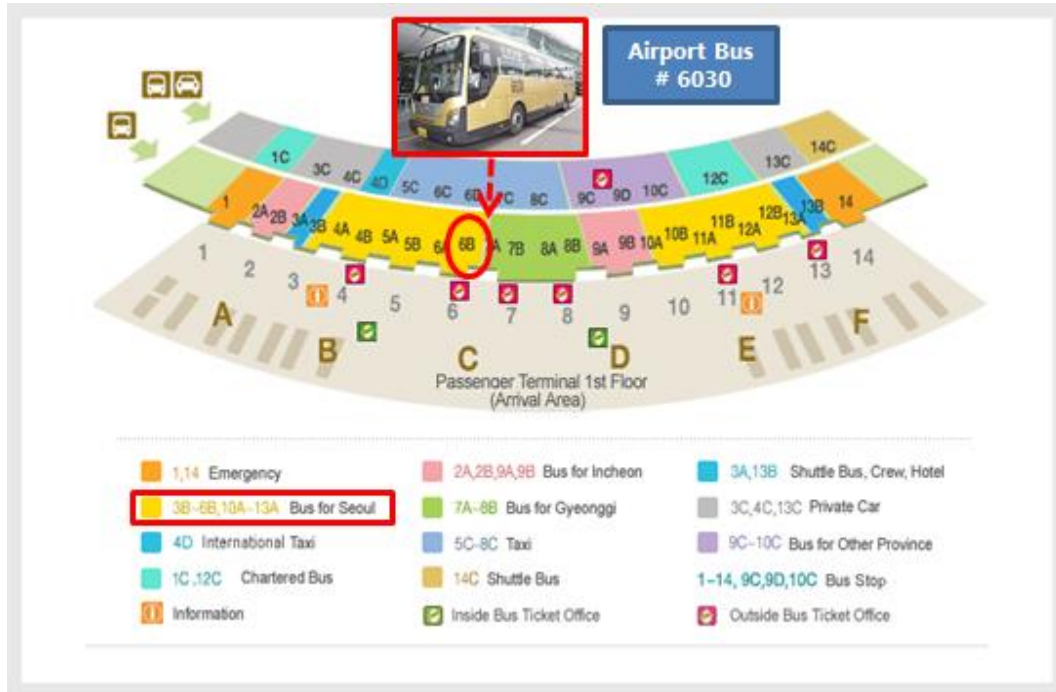 Airport Bus
# 6030
1C
3C
4C
4D
5C
6C
6D
7C
8C
9C
9D
10C
12C
13C
14C
1
2A
2B
3A
3B
4A
4B
5A
5B
6A
6B
7B
8A
8B
9A
9B
10A
10B
11A
11B
12A
12B
13A
13B
14
1
2
3
4
5
6
7
8
9
10
11
12
13
14
A
B
C
D
E
F
Passenger Terminal 1st Floor
(Arrival Area)
1,14 Emergency
2A,2B,9A,9B Bus for Incheon
3A,13B Shuttle Bus, Crew, Hotel
3B~6B,10A~13A Bus for Seoul
7A~8B Bus for Gyeonggi
3C,4C,13C Private Car
4D International Taxi
5C~8C Taxi
9C~10C Bus for Other Province
1C,12C Chartered Bus
14C Shuttle Bus
1~14, 9C,9D,10C Bus Stop
Information
Inside Bus Ticket Office
Outside Bus Ticket Office